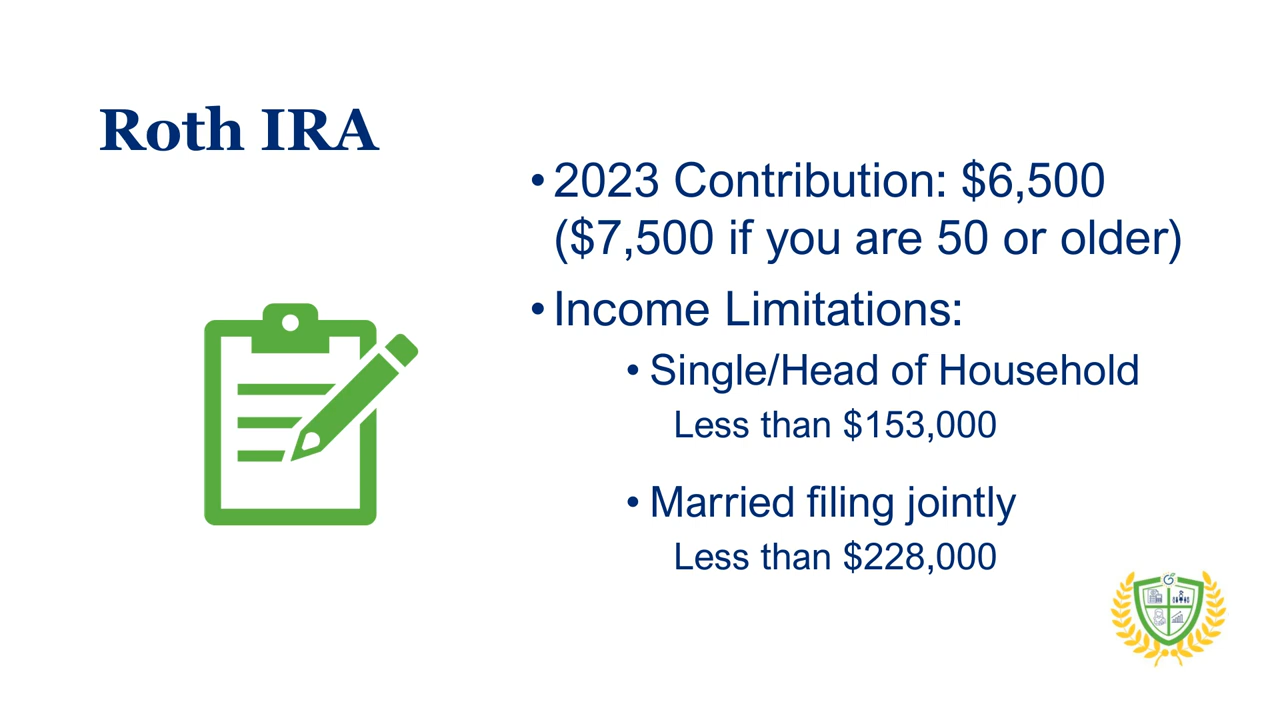 Roth IRA
• 2023 Contribution: $6,500
($7,500 if you are 50 or older)
• Income Limitations:
• Single/Head of Household
Less than $153,000
• Married filing jointly
Less than $228,000